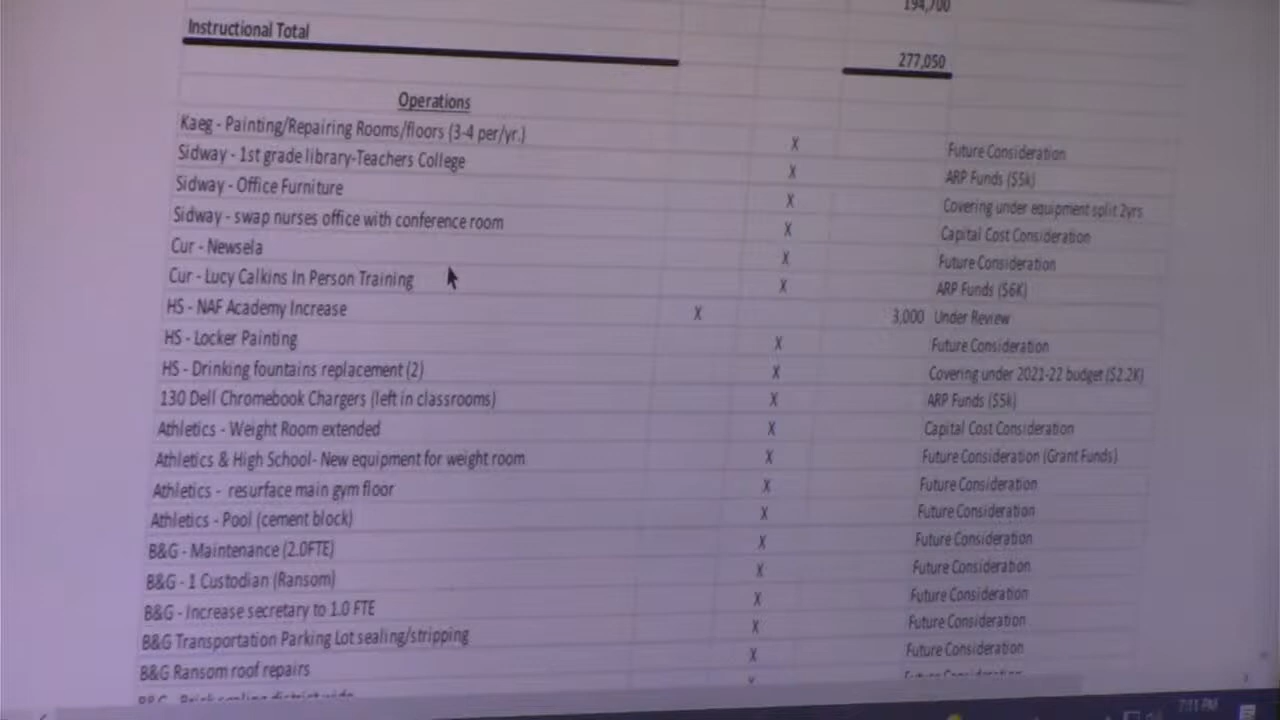 194,700
Instructional Total 277,050
Operations
Kaeg - Painting/Repairing Rooms/floors (3-4 per/yr.) X Future Consideration
Sidway - 1st grade library-Teachers College X ARP Funds ($5k)
Sidway - Office Furniture X Covering under equipment split 2yrs
Sidway - swap nurses office with conference room X Capital Cost Consideration
Cur - Newsela X Future Consideration
Cur - Lucy Calkins In Person Training X ARP Funds ($6K)
HS - NAF Academy Increase X 3,000 Under Review
HS - Locker Painting X Future Consideration
HS - Drinking fountains replacement (2) X Covering under 2021-22 budget ($2.2K)
130 Dell Chromebook Chargers (left in classrooms) X ARP Funds ($5k)
Athletics - Weight Room extended X Capital Cost Consideration
Athletics & High School- New equipment for weight room X Future Consideration (Grant Funds)
Athletics - resurface main gym floor X Future Consideration
Athletics - Pool (cement block) X Future Consideration
B&G - Maintenance (2.0FTE) X Future Consideration
B&G - 1 Custodian (Ransom) X Future Consideration
B&G - Increase secretary to 1.0 FTE X Future Consideration
B&G Transportation Parking Lot sealing/stripping X Future Consideration
B&G Ransom roof repairs X Future Consideration
7:11 PM